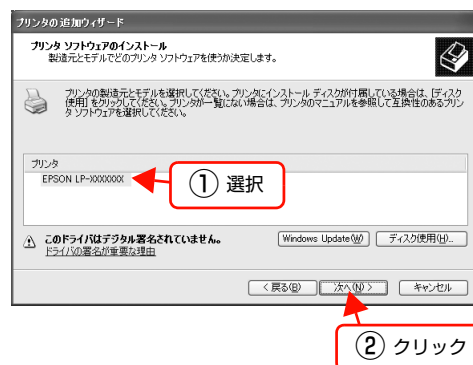 プリンタの追加ウィザード
プリンタ ソフトウェアのインストール
製造元とモデルでどのプリンタ ソフトウェアを使うか決定します。
プリンタの製造元とモデルを選択してください。プリンタにインストール ディスクが付属している場合は、[ディスク
使用] をクリックしてください。プリンタが一覧にない場合は、プリンタのマニュアルを参照して互換性のあるプリン
タ ソフトウェアを選択してください。
プリンタ
EPSON LP-XXXXXXX
① 選択
このドライバはデジタル署名されていません。
ドライバの署名が重要な理由
Windows Update(W)
ディスク使用(H)...
< 戻る(B)
次へ(N) >
キャンセル
② クリック